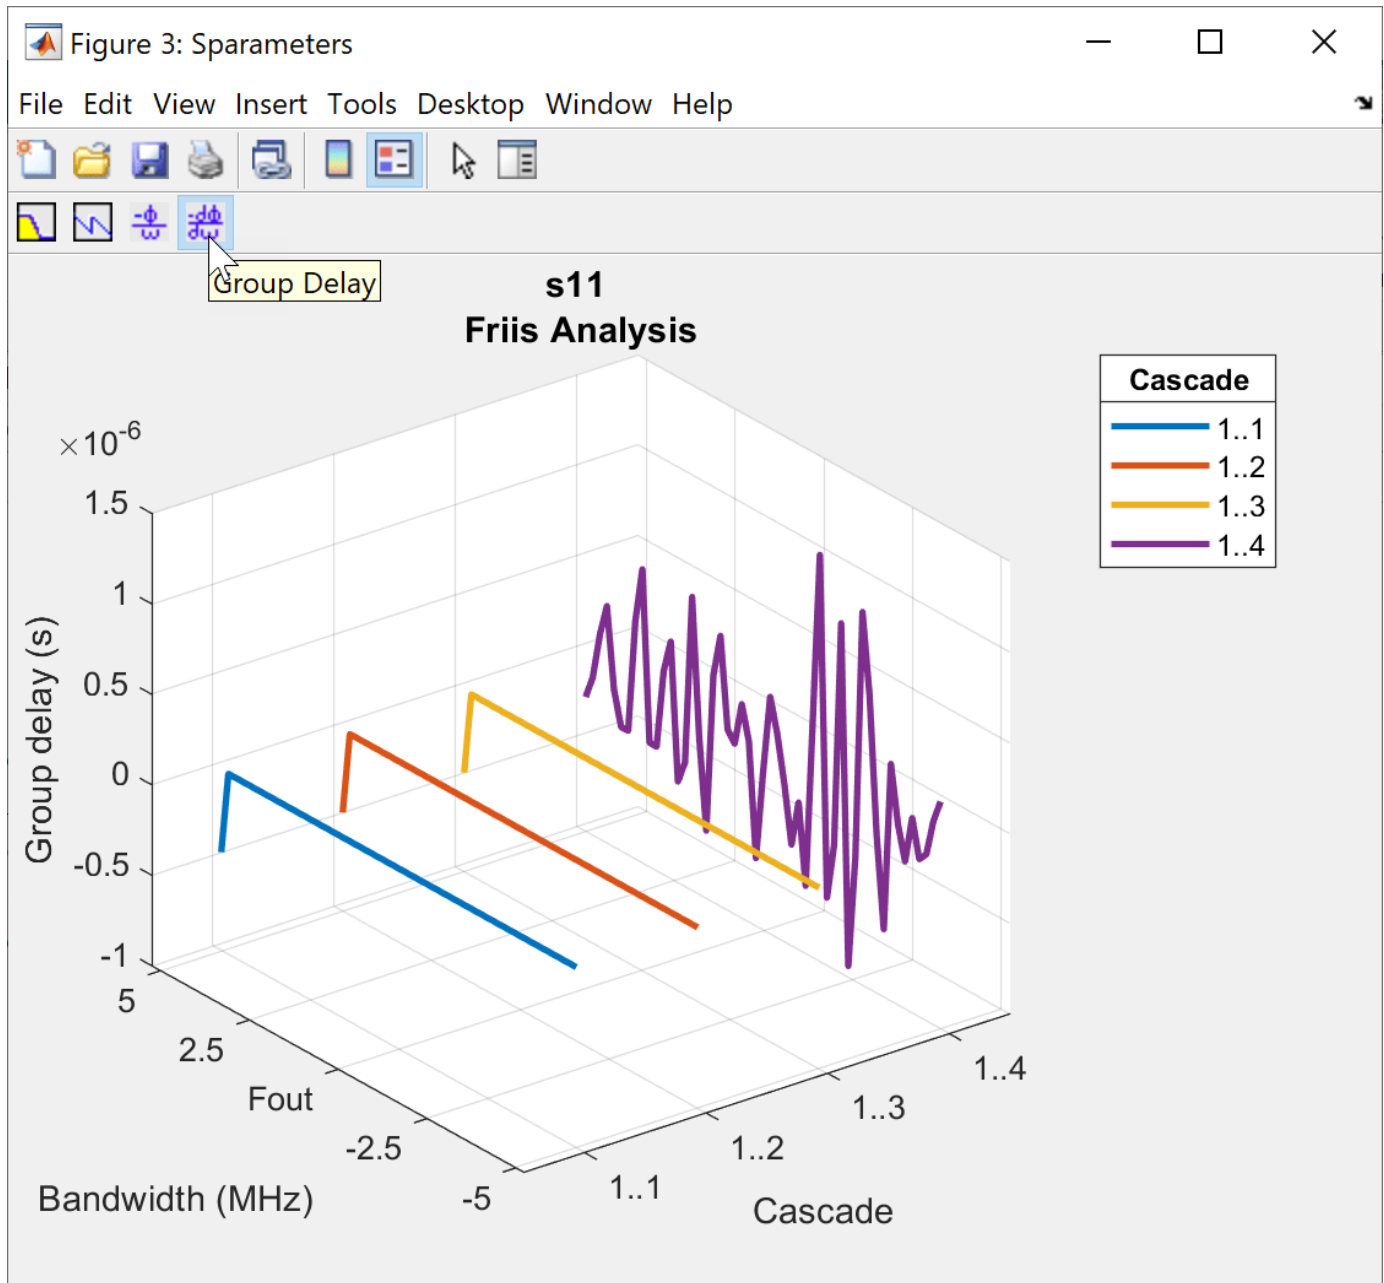 Figure 3: Sparameters
File Edit View Insert Tools Desktop Window Help
-Φ
ω
-dΦ
dω
Group Delay
s11
Friis Analysis
×10-6
1.5
1
0.5
0
-0.5
-1
Group delay (s)
5
2.5
Fout
-2.5
-5
Bandwidth (MHz)
1..1
1..2
1..3
1..4
Cascade
Cascade
1..1
1..2
1..3
1..4